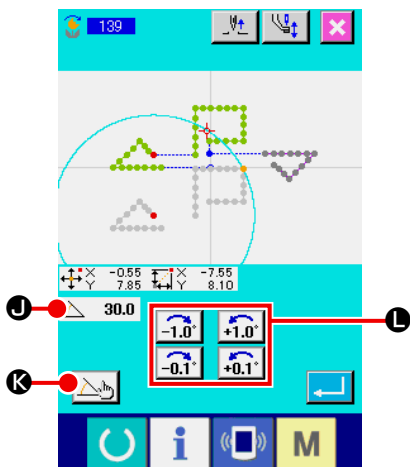 139
X -0.55 X -7.55
Y 7.85 Y 8.10
J 30.0 L
-1.0° +1.0°
-0.1° +0.1°
K
i M